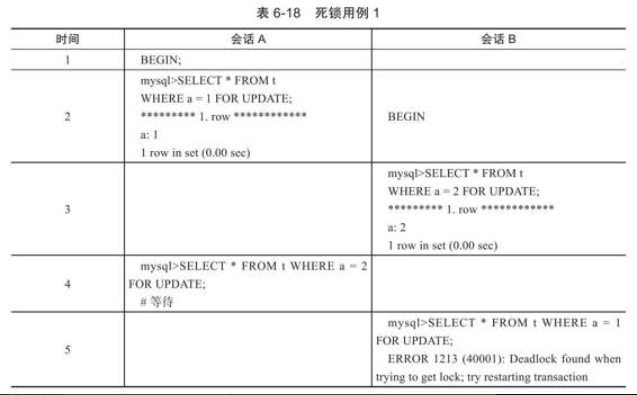 表 6-18 死锁用例 1
时间 会话 A 会话 B
1 BEGIN;
mysql>SELECT * FROM t
WHERE a = 1 FOR UPDATE;
********* 1. row ************
2 BEGIN
a: 1
1 row in set (0.00 sec)
mysql>SELECT * FROM t
WHERE a = 2 FOR UPDATE;
3 ********* 1. row ************
a: 2
1 row in set (0.00 sec)
mysql>SELECT * FROM t WHERE a = 2
4 FOR UPDATE;
# 等待
mysql>SELECT * FROM t WHERE a = 1
FOR UPDATE;
5 ERROR 1213 (40001): Deadlock found when
trying to get lock; try restarting transaction